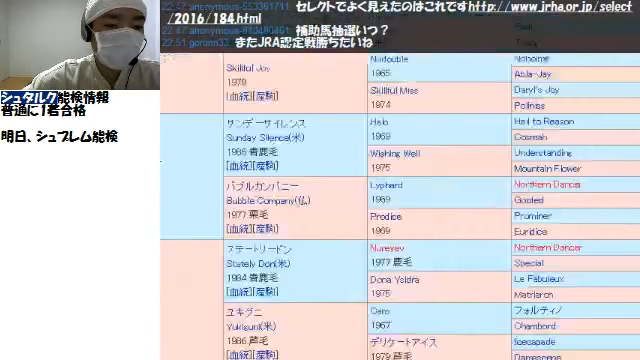 22:47 anonymous-553361711 セレクトでよく見えたのはこれですhttp://www.jrha.or.jp/select
/2016/184.html
補助馬抽選いつ？
22:51 goronn33 またJRA認定戦勝ちたいね
シュタルク能検情報
普通に1着合格
明日、シュプレム能検
Skillful Joy
1979
[血統][産駒]
Nodouble
1965
Noholme
Abla-Jay
Skillful Miss
1974
Daryl's Joy
Poliniss
サンデーサイレンス
Sunday Silence(米)
1986 青鹿毛
[血統][産駒]
Halo
1969
Hail to Reason
Cosmah
Wishing Well
1975
Understanding
Mountain Flower
バブルカンパニー
Bubble Company(仏)
1977 栗毛
[血統][産駒]
Lyphard
1969
Northern Dancer
Goofed
Prodice
1969
Prominer
Euridice
ステートリードン
Stately Don(米)
1984 青鹿毛
[血統][産駒]
Nureyev
1977 鹿毛
Northern Dancer
Special
Dona Ysidra
1975
Le Fabuleux
Matriarch
ユキグニ
Yukiguni(米)
1986 芦毛
[血統][産駒]
Caro
1967
フォルティノ
Chambord
デリケートアイス
1979 芦毛
Icecapade
Damascene